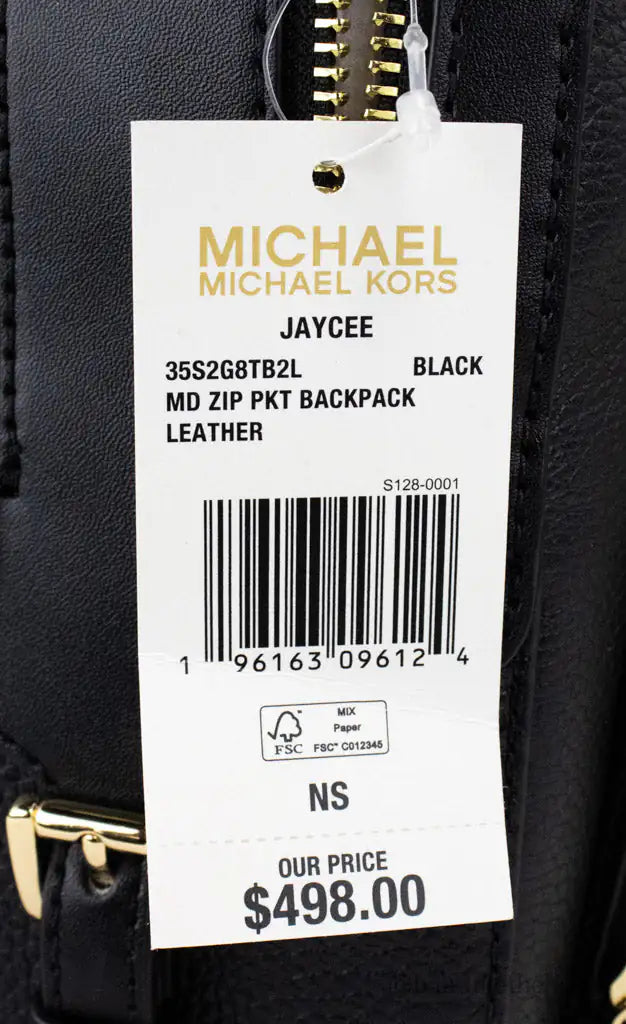 MICHAEL
MICHAEL KORS
JAYCEE
35S2G8TB2L BLACK
MD ZIP PKT BACKPACK
LEATHER
S128-0001
1 96163 09612 4
FSC
MIX
Paper
FSC™ C012345
NS
OUR PRICE
$498.00